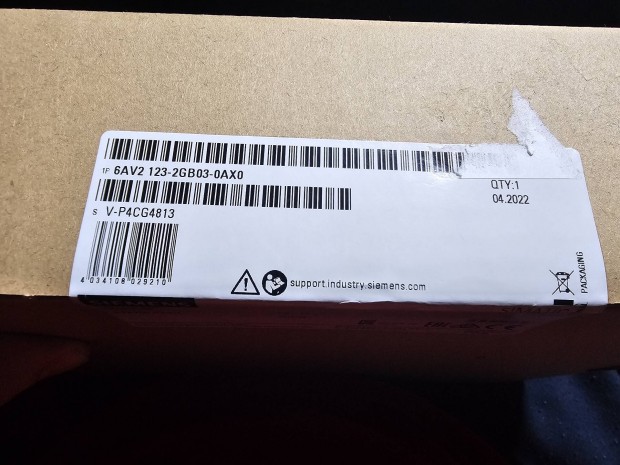 1P 6AV2 123-2GB03-0AX0
QTY:1
04.2022
S V-P4CG4813
4 034108 029210
support.industry.siemens.com
PACKAGING